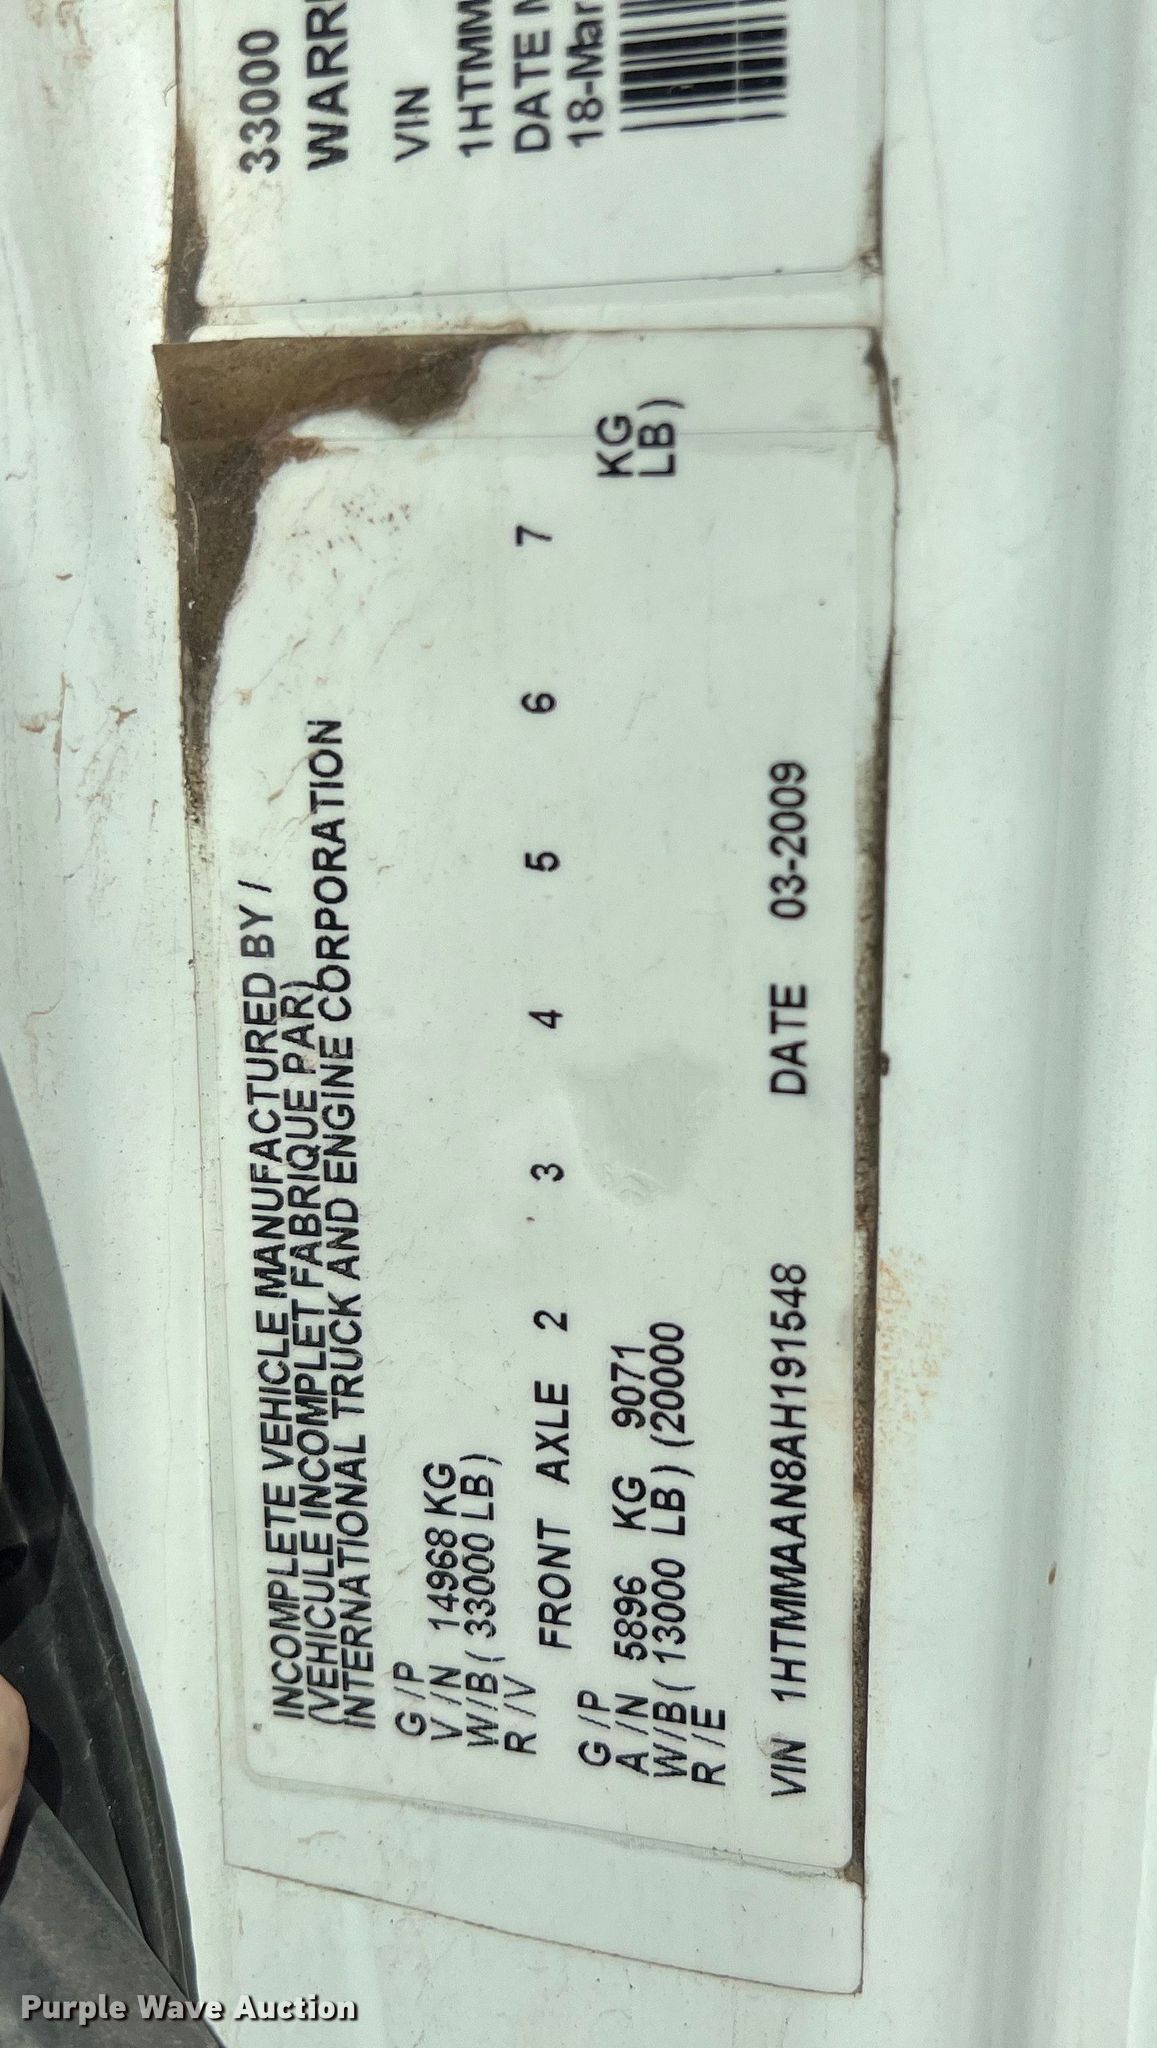 INCOMPLETE VEHICLE MANUFACTURED BY /
(VEHICULE INCOMPLET FABRIQUE PAR)
INTERNATIONAL TRUCK AND ENGINE CORPORATION
G /P
V /N 14968 KG
W/B ( 33000 LB)
R /V
FRONT AXLE 2 3 4 5 6 7
G /P
A /N 5896 KG 9071 KG
W/B ( 13000 LB) (20000 LB)
R /E
VIN 1HTMMAAN8AH191548 DATE 03-2009
33000
WARR
VIN
1HTMM
DATE
18-Mar
Purple Wave Auction